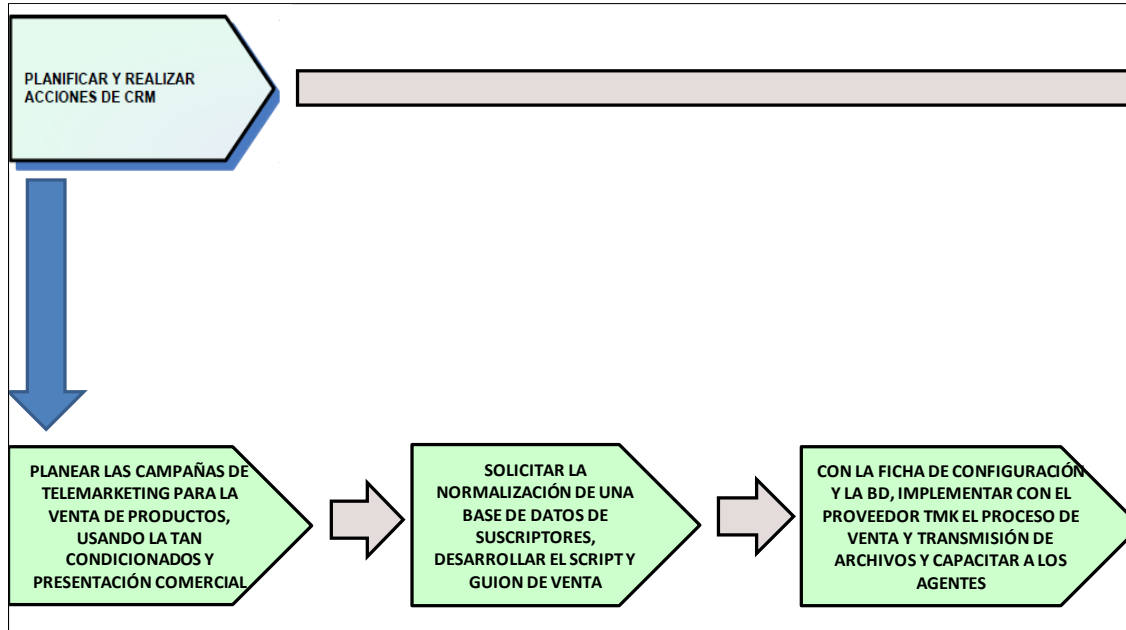 PLANIFICAR Y REALIZAR
ACCIONES DE CRM
PLANEAR LAS CAMPAÑAS DE
TELEMARKETING PARA LA
VENTA DE PRODUCTOS,
USANDO LA TAN
CONDICIONADOS Y
PRESENTACIÓN COMERCIAL
SOLICITAR LA
NORMALIZACIÓN DE UNA
BASE DE DATOS DE
SUSCRIPTORES,
DESARROLLAR EL SCRIPT Y
GUION DE VENTA
CON LA FICHA DE CONFIGURACIÓN
Y LA BD, IMPLEMENTAR CON EL
PROVEEDOR TMK EL PROCESO DE
VENTA Y TRANSMISIÓN DE
ARCHIVOS Y CAPACITAR A LOS
AGENTES